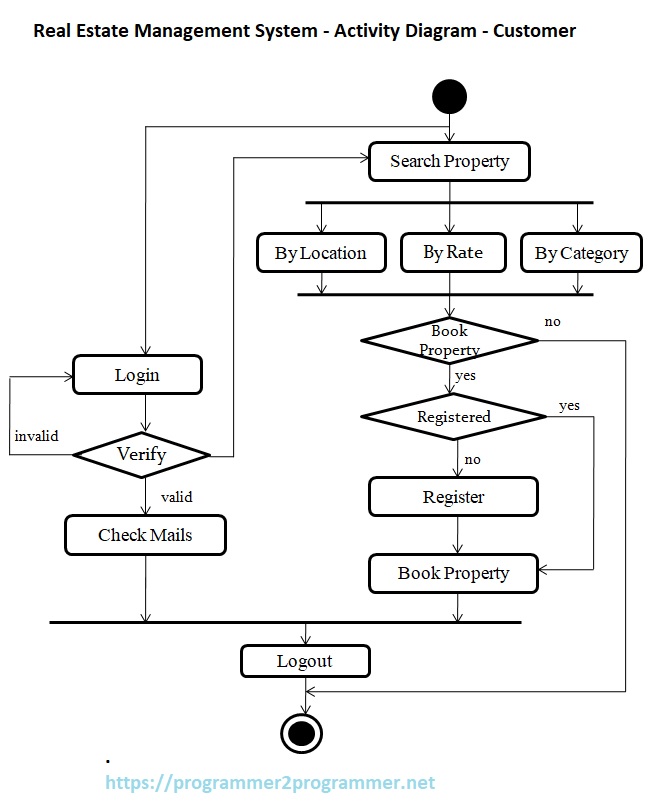 Real Estate Management System - Activity Diagram - Customer
Search Property
By Location
By Rate
By Category
Book
Property
no
yes
Login
Registered
yes
invalid
Verify
no
valid
Register
Check Mails
Book Property
Logout
.
https://programmer2programmer.net